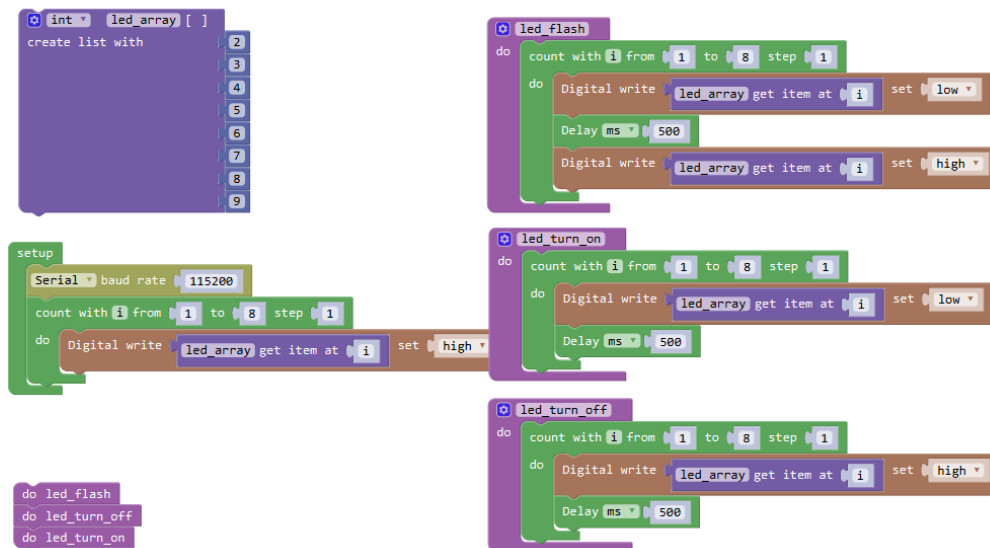 int led_array [ ]
create list with 2
3
4
5
6
7
8
9
setup
Serial baud rate 115200
count with i from 1 to 8 step 1
do Digital write led_array get item at i set high
do led_flash
do led_turn_off
do led_turn_on
led_flash
do count with i from 1 to 8 step 1
do Digital write led_array get item at i set low
Delay ms 500
Digital write led_array get item at i set high
led_turn_on
do count with i from 1 to 8 step 1
do Digital write led_array get item at i set low
Delay ms 500
led_turn_off
do count with i from 1 to 8 step 1
do Digital write led_array get item at i set high
Delay ms 500